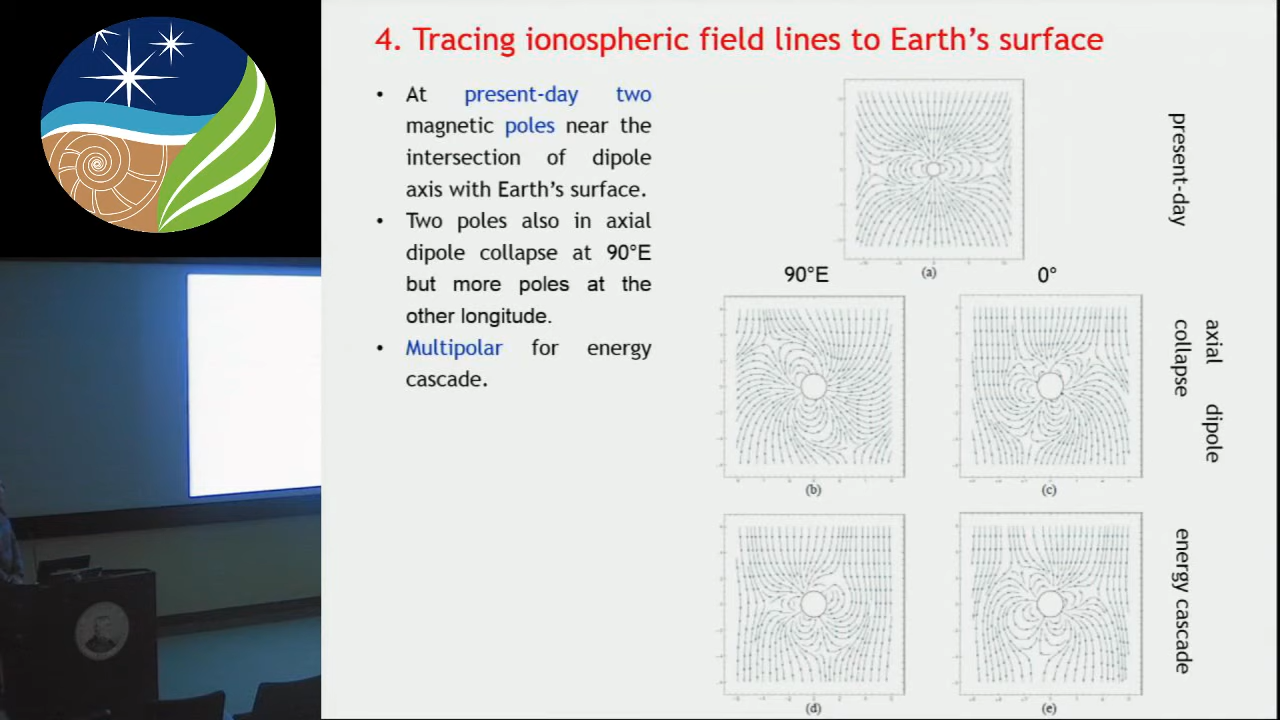 4. Tracing ionospheric field lines to Earth's surface
• At present-day two
magnetic poles near the
intersection of dipole
axis with Earth's surface.
• Two poles also in axial
dipole collapse at 90°E
but more poles at the
other longitude.
• Multipolar for energy
cascade.
present-day
(a)
90°E
0°
axial dipole
collapse
(b)
(c)
energy cascade
(d)
(e)